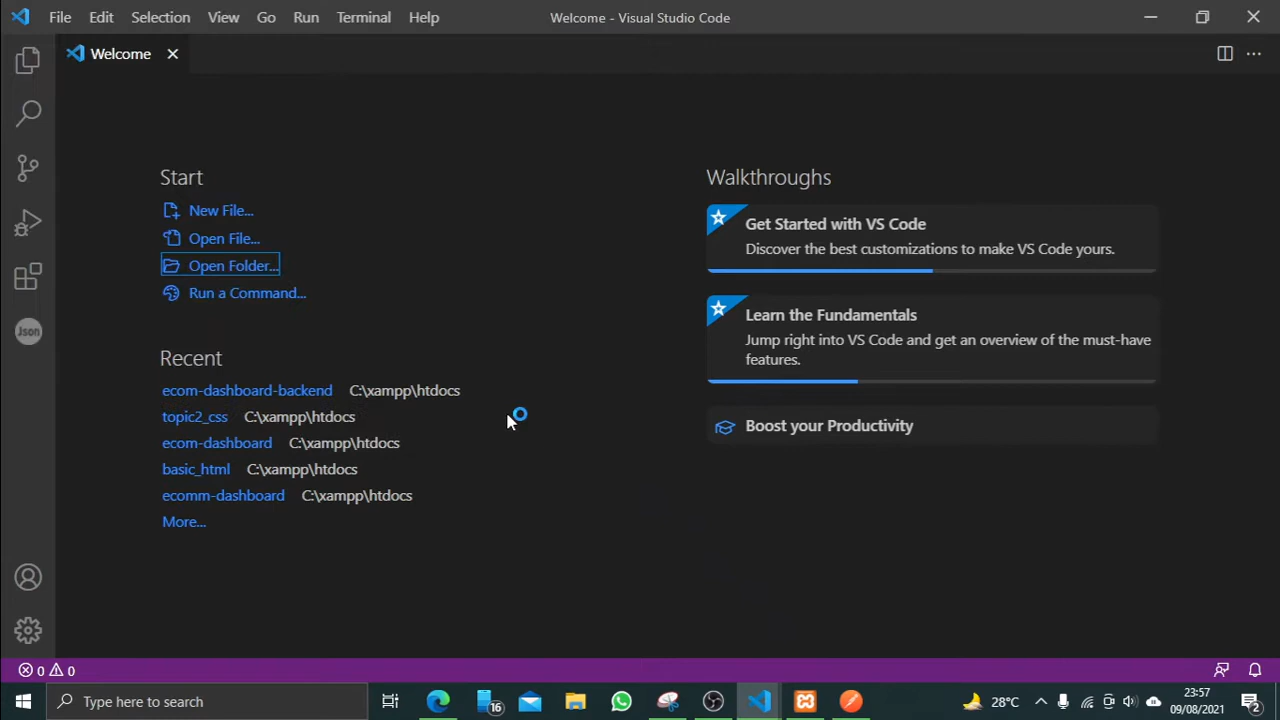 File Edit Selection View Go Run Terminal Help Welcome - Visual Studio Code
Welcome
Start
New File...
Open File...
Open Folder...
Run a Command...
Recent
ecom-dashboard-backend C:\xampp\htdocs
topic2_css C:\xampp\htdocs
ecom-dashboard C:\xampp\htdocs
basic_html C:\xampp\htdocs
ecomm-dashboard C:\xampp\htdocs
More...
Walkthroughs
Get Started with VS Code
Discover the best customizations to make VS Code yours.
Learn the Fundamentals
Jump right into VS Code and get an overview of the must-have
features.
Boost your Productivity
Json
0 0
Type here to search
16
28°C
23:57
09/08/2021
2